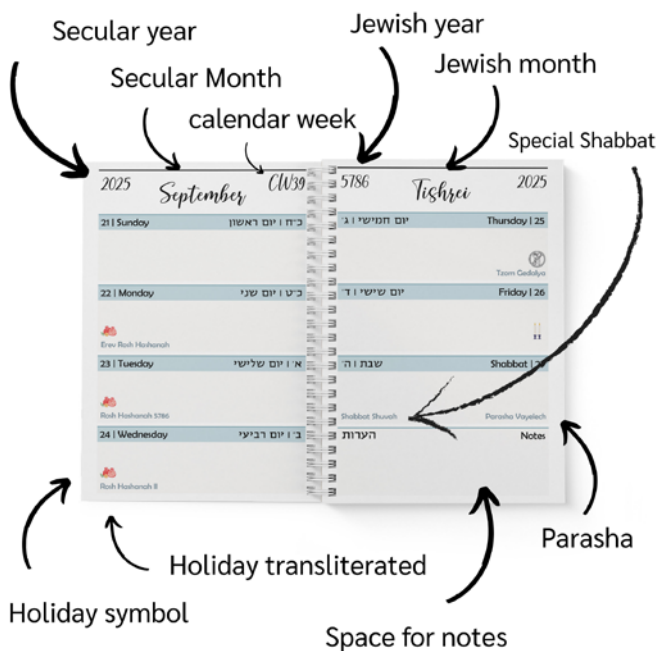 Secular year
Secular Month
calendar week
Jewish year
Jewish month
Special Shabbat
2025
September
CW39
21 | Sunday
כ״ח | יום ראשון
22 | Monday
כ״ט | יום שני
Erev Rosh Hashanah
23 | Tuesday
א׳ | יום שלישי
Rosh Hashanah 5786
24 | Wednesday
ב׳ | יום רביעי
Rosh Hashanah II
5786
Tishrei
2025
יום חמישי | ג׳
Thursday | 25
Tzom Gedalya
יום שישי | ד׳
Friday | 26
שבת | ה׳
Shabbat |
Shabbat Shuvah
Parasha Vayelech
הערות
Notes
Holiday symbol
Holiday transliterated
Space for notes
Parasha